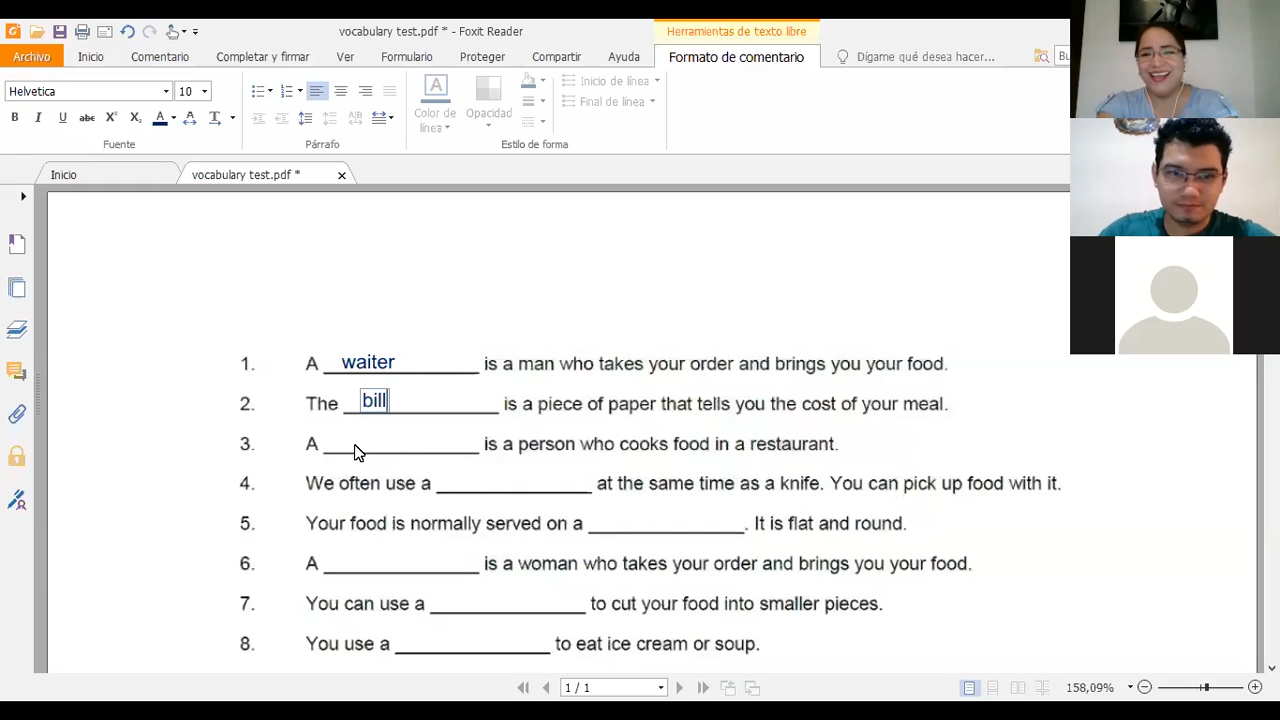 vocabulary test.pdf * - Foxit Reader
Herramientas de texto libre
Archivo Inicio Comentario Completar y firmar Ver Formulario Proteger Compartir Ayuda Formato de comentario Dígame qué desea hacer...
Helvetica 10
Inicio de línea
Final de línea
Color de línea
Opacidad
Fuente Párrafo Estilo de forma
Inicio vocabulary test.pdf *
1. A waiter is a man who takes your order and brings you your food.
2. The bill is a piece of paper that tells you the cost of your meal.
3. A ______________ is a person who cooks food in a restaurant.
4. We often use a ______________ at the same time as a knife. You can pick up food with it.
5. Your food is normally served on a ______________. It is flat and round.
6. A ______________ is a woman who takes your order and brings you your food.
7. You can use a ______________ to cut your food into smaller pieces.
8. You use a ______________ to eat ice cream or soup.
1 / 1 158,09%